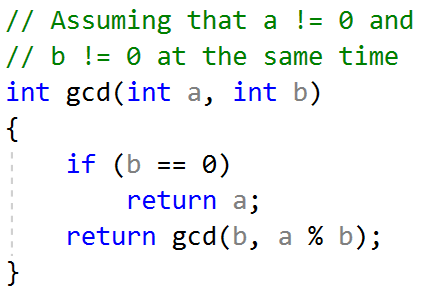 // Assuming that a != 0 and
// b != 0 at the same time
int gcd(int a, int b)
{
    if (b == 0)
        return a;
    return gcd(b, a % b);
}